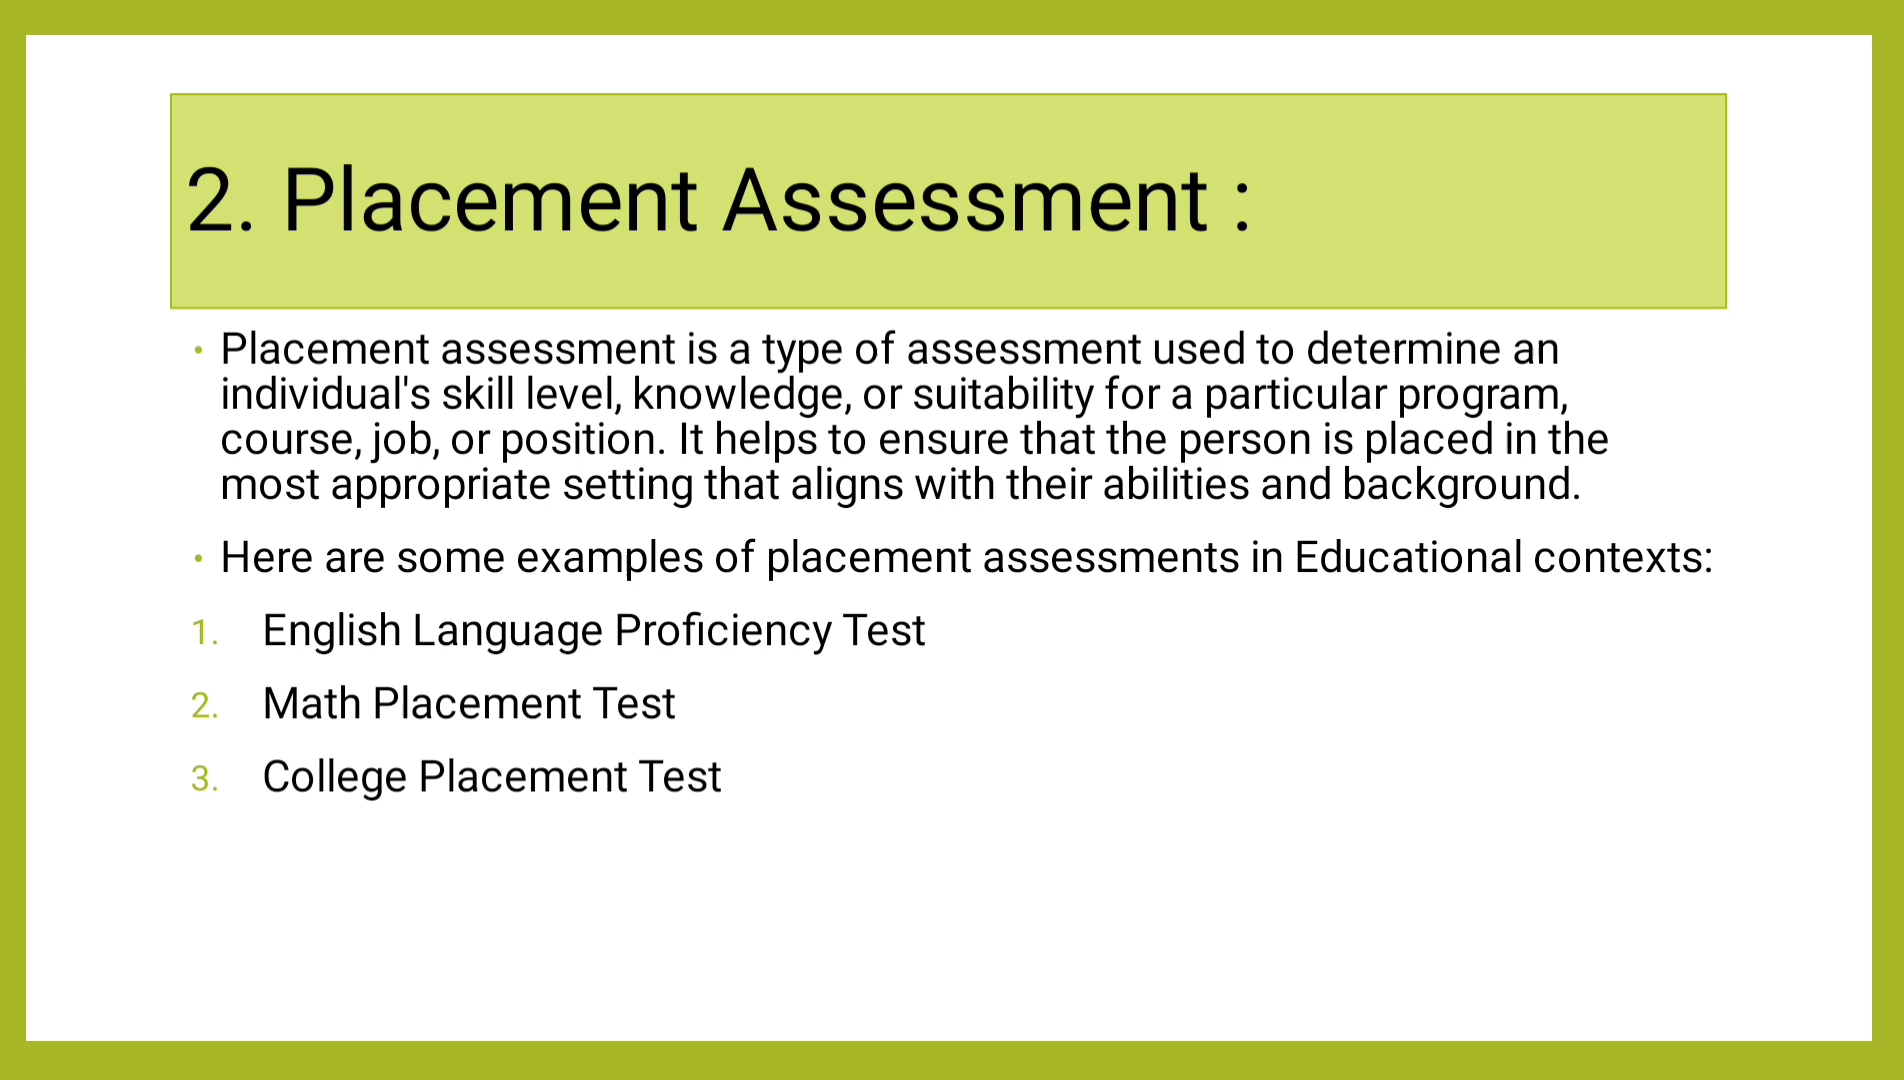 2. Placement Assessment :
• Placement assessment is a type of assessment used to determine an
individual's skill level, knowledge, or suitability for a particular program,
course, job, or position. It helps to ensure that the person is placed in the
most appropriate setting that aligns with their abilities and background.
• Here are some examples of placement assessments in Educational contexts:
1. English Language Proficiency Test
2. Math Placement Test
3. College Placement Test